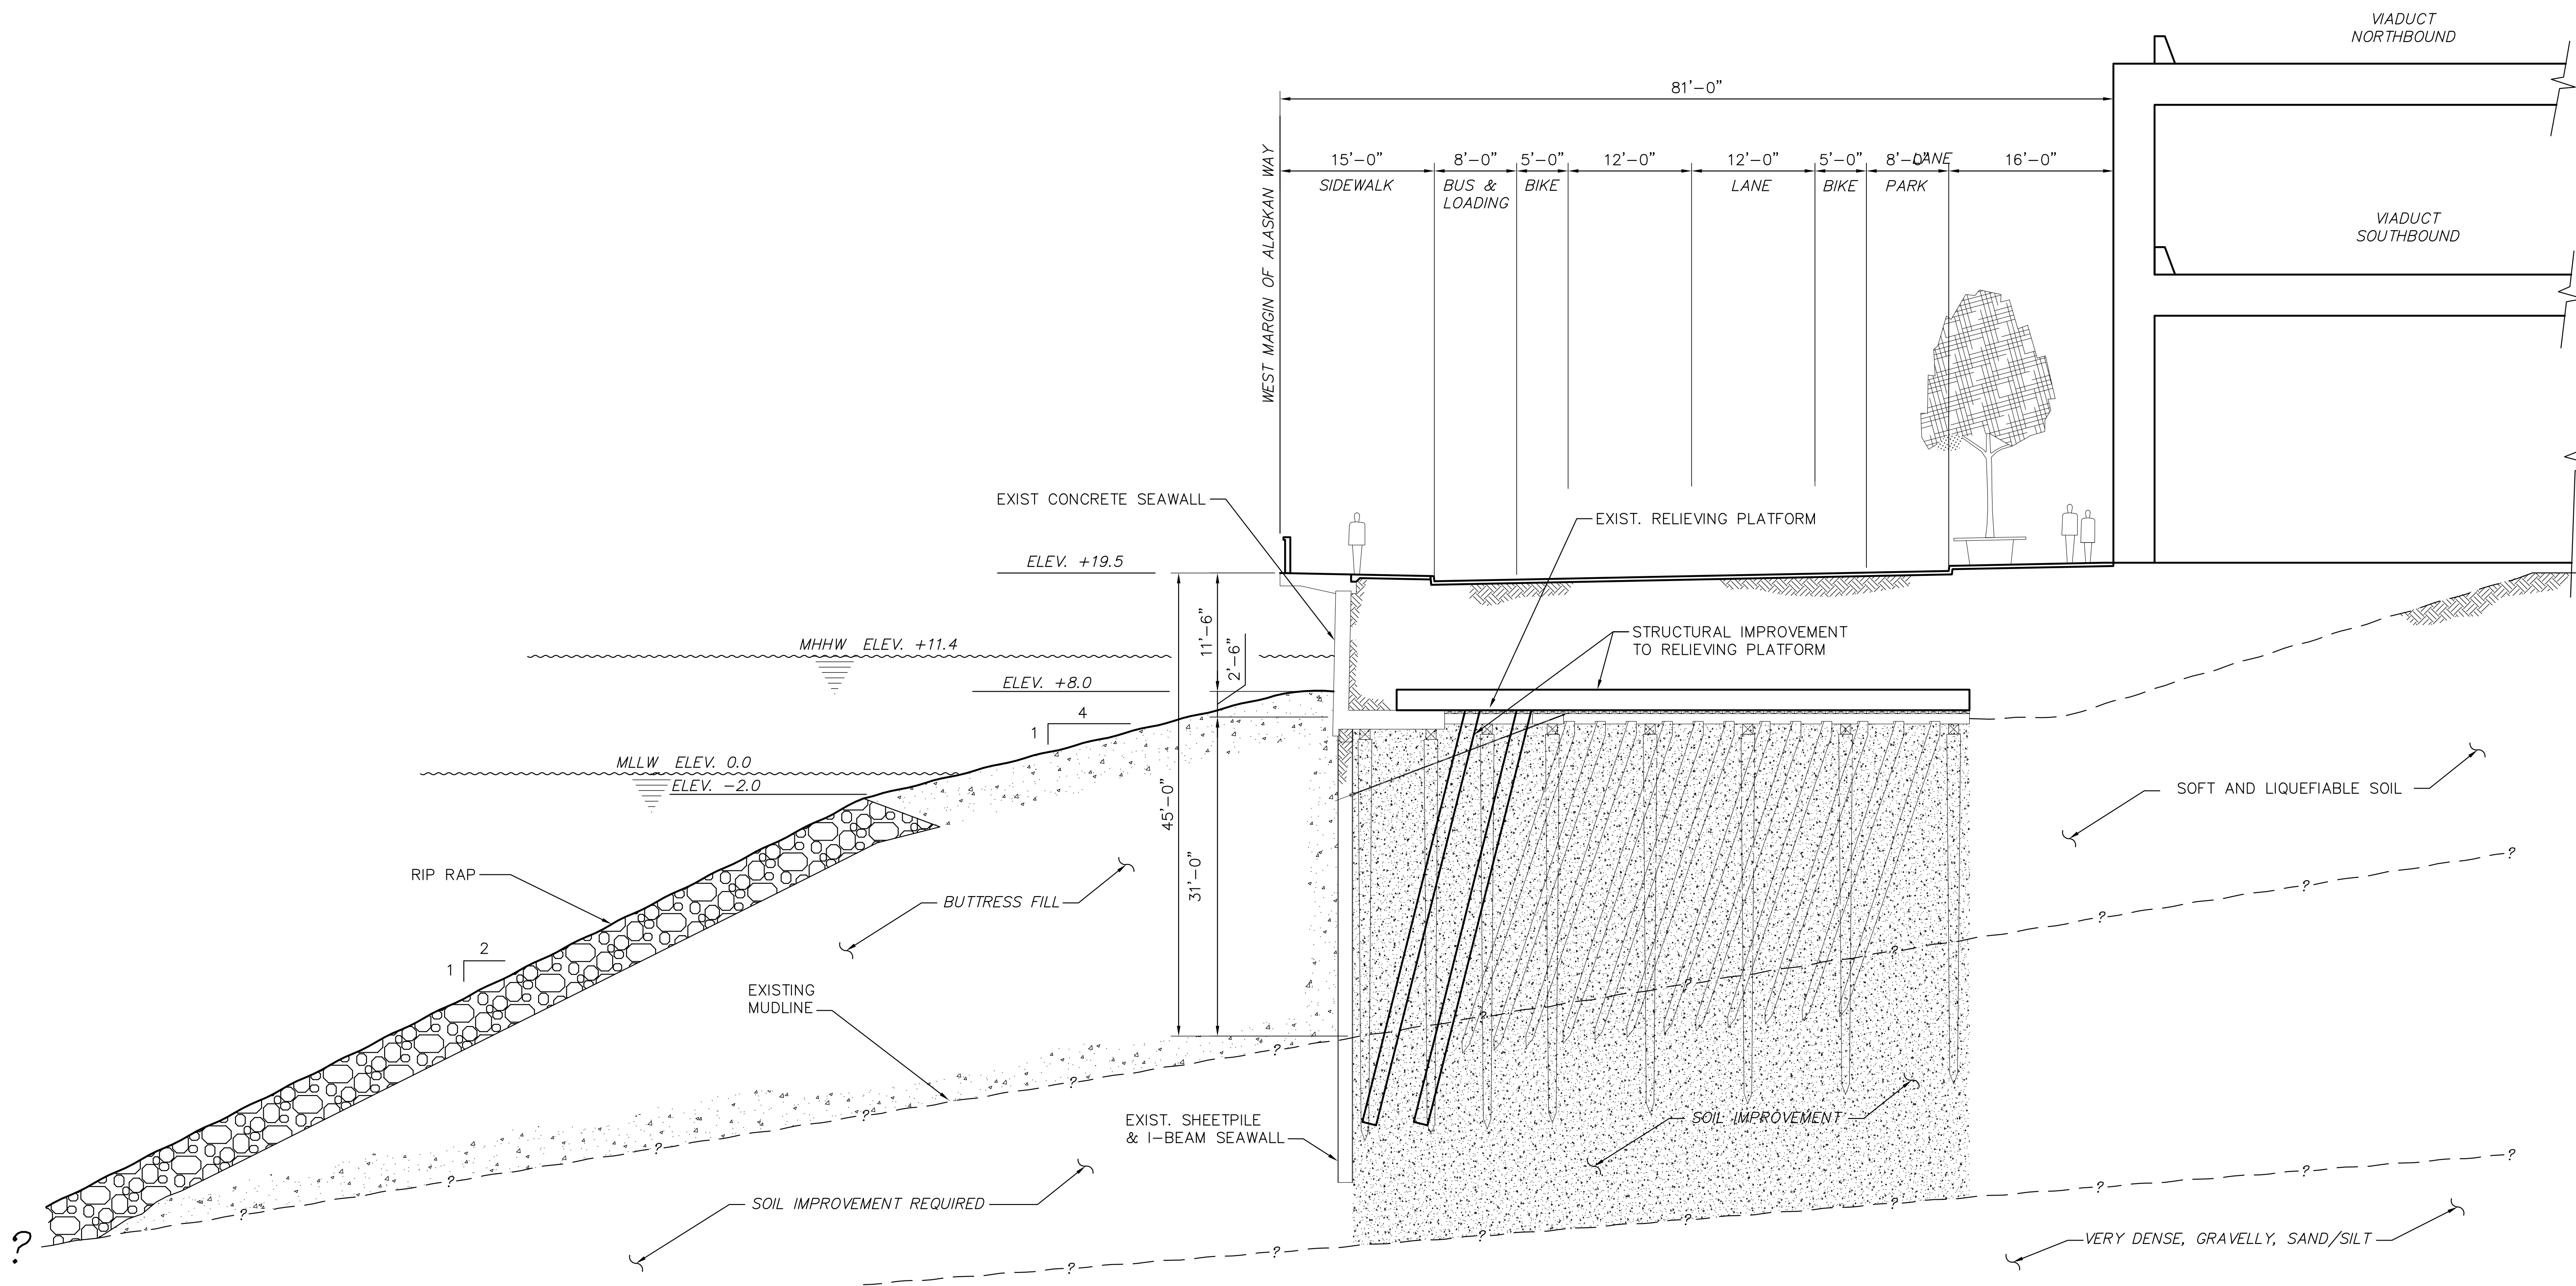 VIADUCT
NORTHBOUND
81'-0"
WEST MARGIN OF ALASKAN WAY
15'-0"
8'-0"
5'-0"
12'-0"
12'-0"
5'-0"
8'-0"
LANE
16'-0"
SIDEWALK
BUS &
LOADING
BIKE
LANE
BIKE
PARK
VIADUCT
SOUTHBOUND
EXIST CONCRETE SEAWALL
EXIST. RELIEVING PLATFORM
ELEV. +19.5
11'-6"
2'-6"
STRUCTURAL IMPROVEMENT
TO RELIEVING PLATFORM
MHHW ELEV. +11.4
ELEV. +8.0
4
1
MLLW ELEV. 0.0
ELEV. -2.0
45'-0"
31'-0"
SOFT AND LIQUEFIABLE SOIL
RIP RAP
BUTTRESS FILL
2
1
EXISTING
MUDLINE
EXIST. SHEETPILE
& I-BEAM SEAWALL
SOIL IMPROVEMENT
SOIL IMPROVEMENT REQUIRED
VERY DENSE, GRAVELLY, SAND/SILT
? ? ? ? ? ? ? ? ? ? ?
? ? ? ? ? ? ?
?